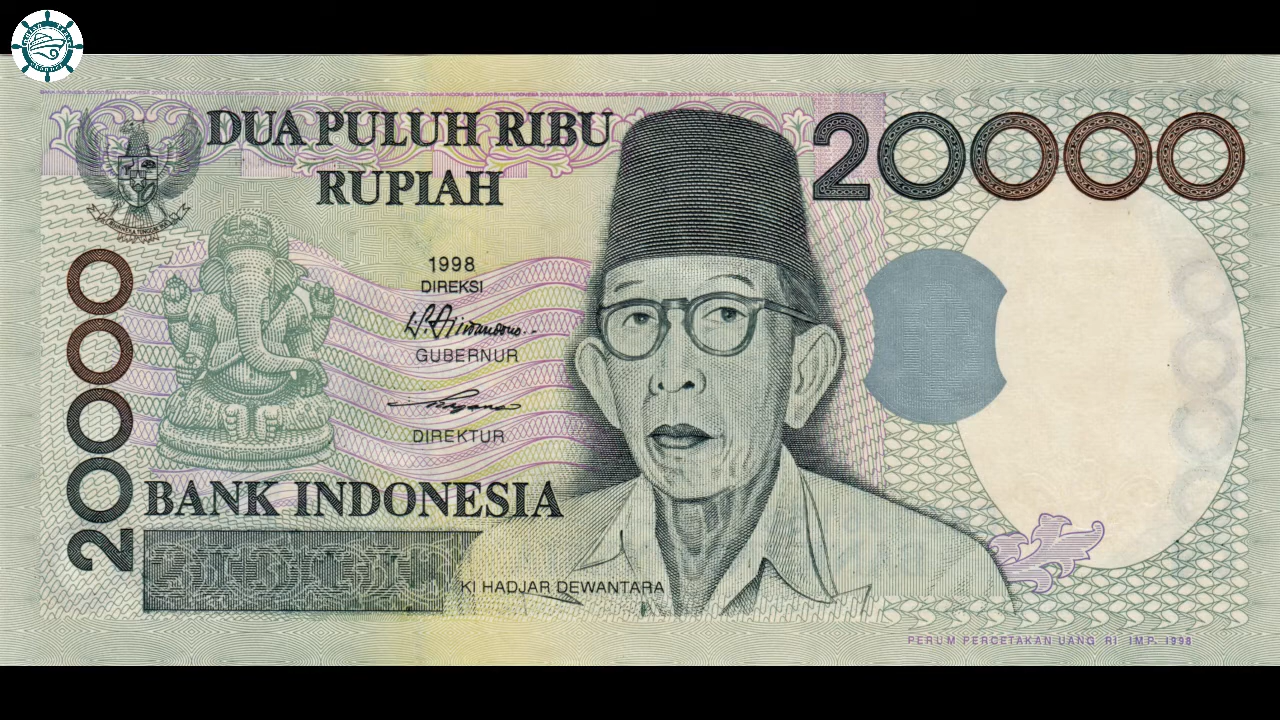 DUA PULUH RIBU
RUPIAH
20000
1998
DIREKSI
GUBERNUR
DIREKTUR
20000
BANK INDONESIA
KI HADJAR DEWANTARA
PERUM PERCETAKAN UANG RI IMP. 1998